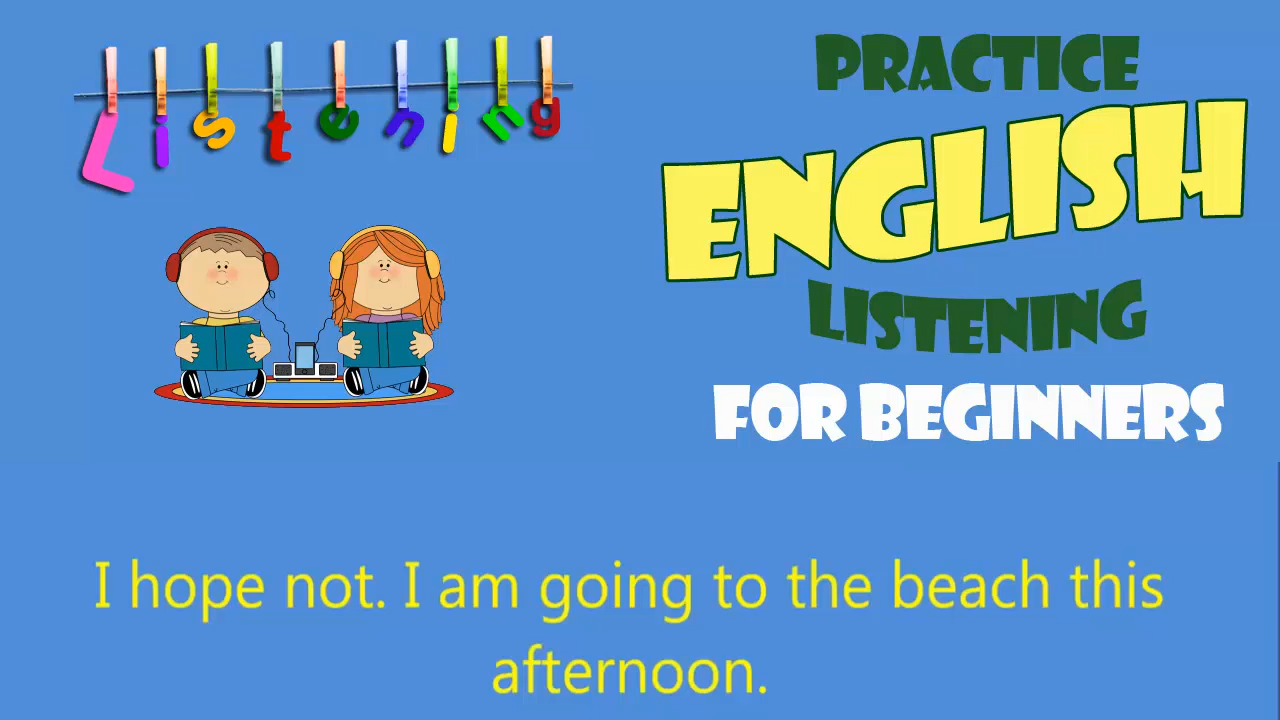 Listening
PRACTICE
ENGLISH
LISTENING
FOR BEGINNERS
I hope not. I am going to the beach this
afternoon.